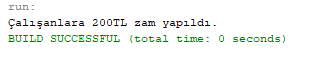 run:
Çalışanlara 200TL zam yapıldı.
BUILD SUCCESSFUL (total time: 0 seconds)